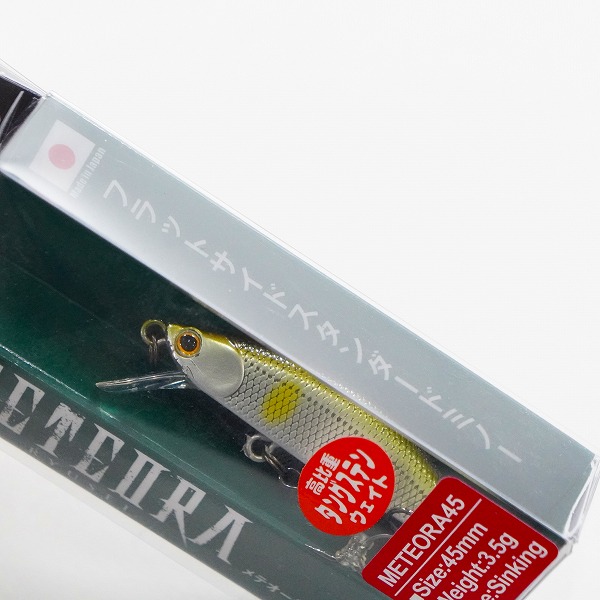 Made in Japan
フラットサイドスタンダードミノー
METEORA
メテオー
高比重
タングステン
ウェイト
METEORA45
Size:45mm
Weight:3.5g
e:Sinking